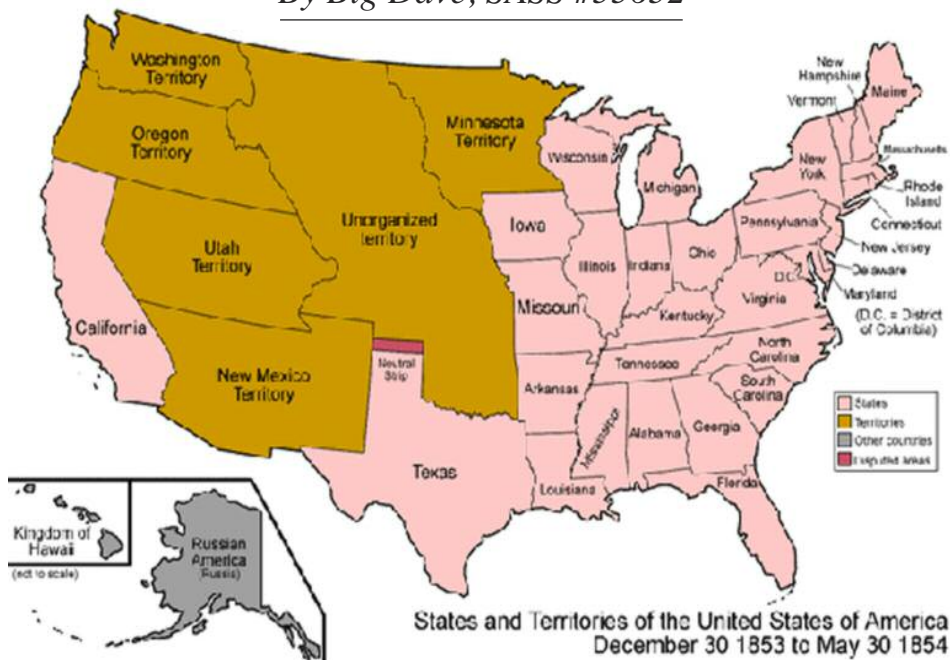 By Big Dave, SASS #55632
Washington
Territory
Oregon
Territory
Minnesota
Territory
Unorganized
territory
Utah
Territory
New Mexico
Territory
California
Neutral
Strip
Texas
Wisconsin
Michigan
Iowa
Illinois
Indiana
Ohio
Missouri
Kentucky
Tennessee
Arkansas
Mississippi
Alabama
Georgia
Louisiana
Florida
South
Carolina
North
Carolina
Virginia
D.C.
Pennsylvania
New
York
Vermont
New
Hampshire
Maine
Massachusetts
Rhode
Island
Connecticut
New Jersey
Delaware
Maryland
(D.C. = District
of Columbia)
States
Territories
Other countries
Disputed areas
Kingdom of
Hawaii
(not to scale)
Russian
America
(Russia)
States and Territories of the United States of America
December 30 1853 to May 30 1854